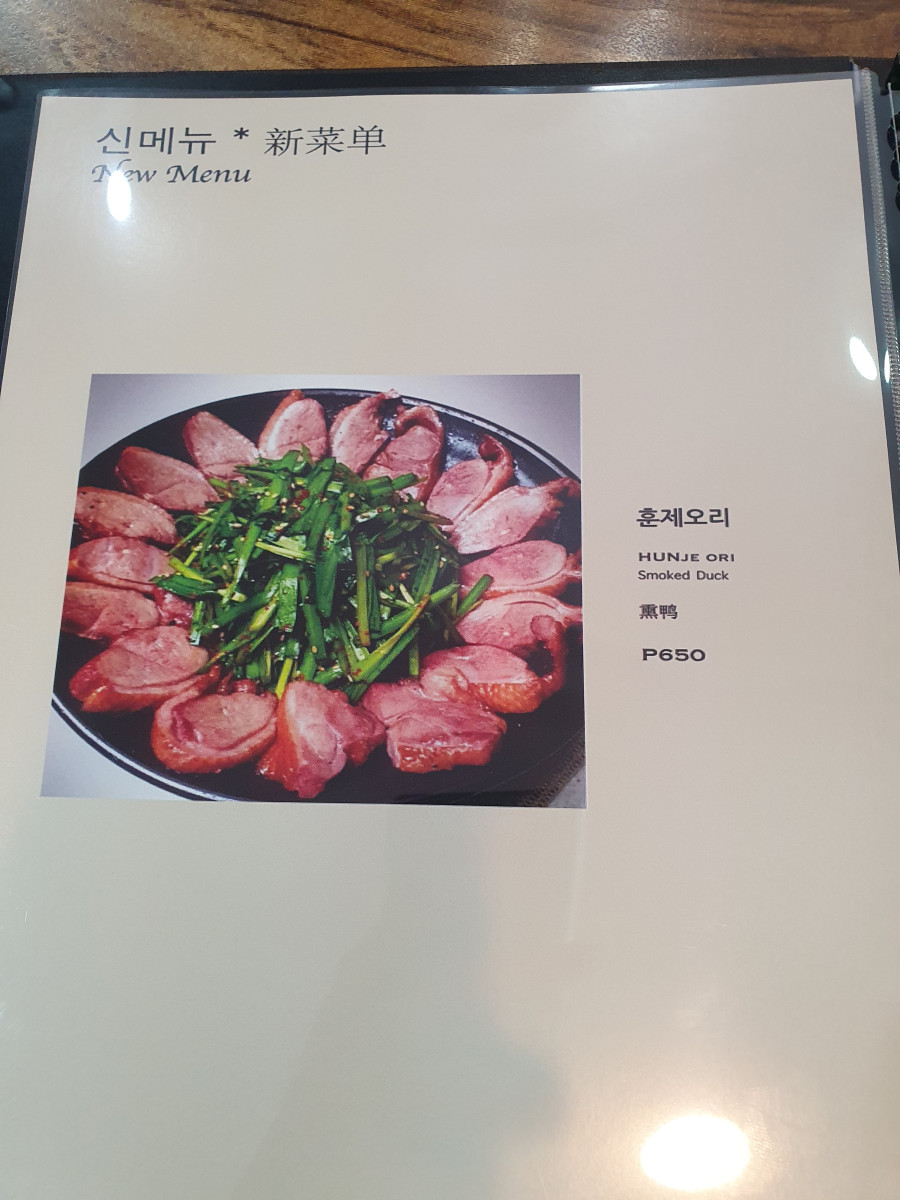 신메뉴 * 新菜单
New Menu
훈제오리
HUNJE ORI
Smoked Duck
熏鸭
P650